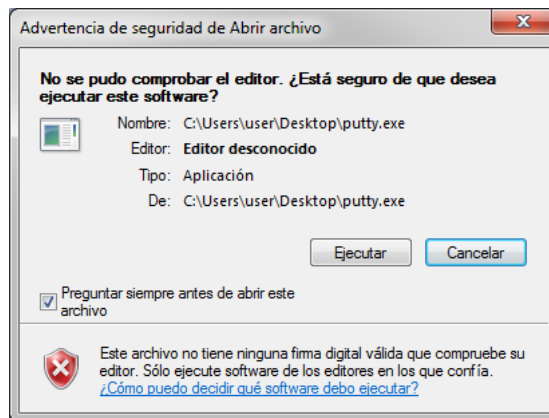 Advertencia de seguridad de Abrir archivo
No se pudo comprobar el editor. ¿Está seguro de que desea
ejecutar este software?
Nombre: C:\Users\user\Desktop\putty.exe
Editor: Editor desconocido
Tipo: Aplicación
De: C:\Users\user\Desktop\putty.exe
Ejecutar Cancelar
Preguntar siempre antes de abrir este
archivo
Este archivo no tiene ninguna firma digital válida que compruebe su
editor. Sólo ejecute software de los editores en los que confía.
¿Cómo puedo decidir qué software debo ejecutar?